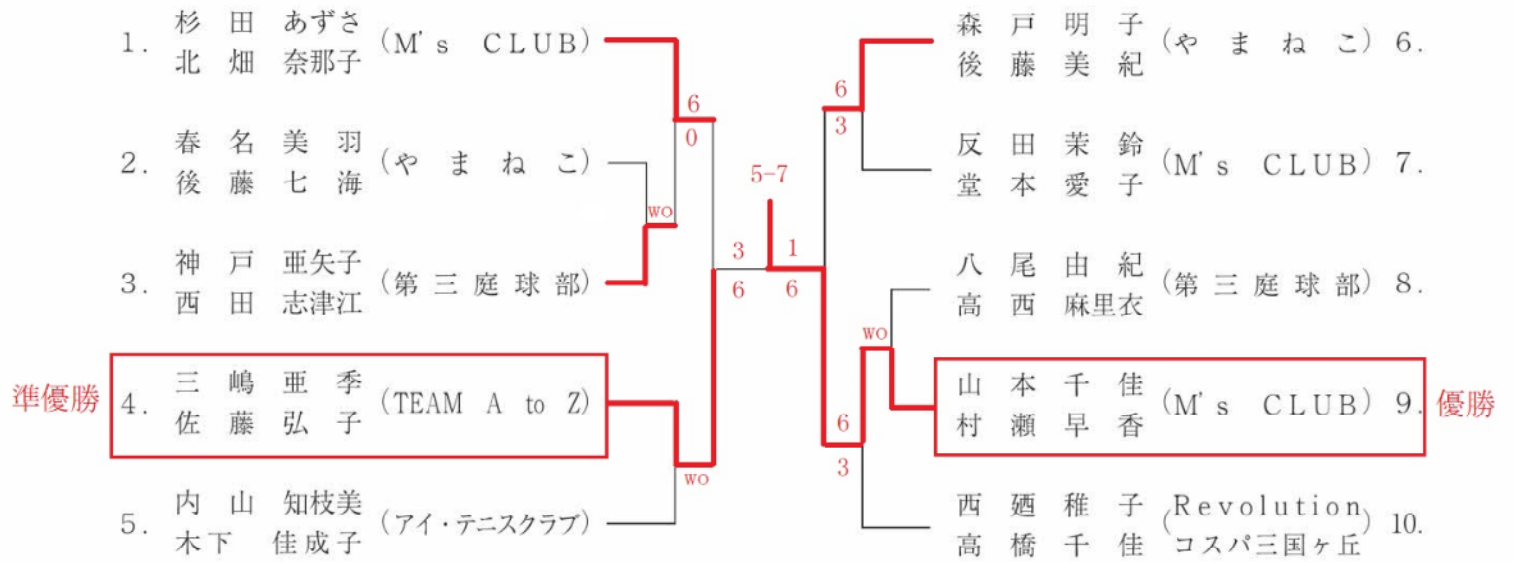 1. 杉田 あずさ (M's CLUB)
北畑 奈那子
2. 春名美羽 (やまねこ)
後藤七海
3. 神戸 亜矢子 (第三庭球部)
西田 志津江
準優勝 4. 三嶋亜季 (TEAM A to Z)
佐藤弘子
5. 内山 知枝美 (アイ・テニスクラブ)
木下 佳成子
6
0
WO
WO
3
6
5-7
1
6
6
3
WO
6
3
森戸明子 (やまねこ) 6.
後藤美紀
反田茉鈴 (M's CLUB) 7.
堂本愛子
八尾由紀 (第三庭球部) 8.
高西 麻里衣
山本千佳 (M's CLUB) 9. 優勝
村瀬早香
西廼稚子 (Revolution
高橋千佳 コスパ三国ヶ丘) 10.